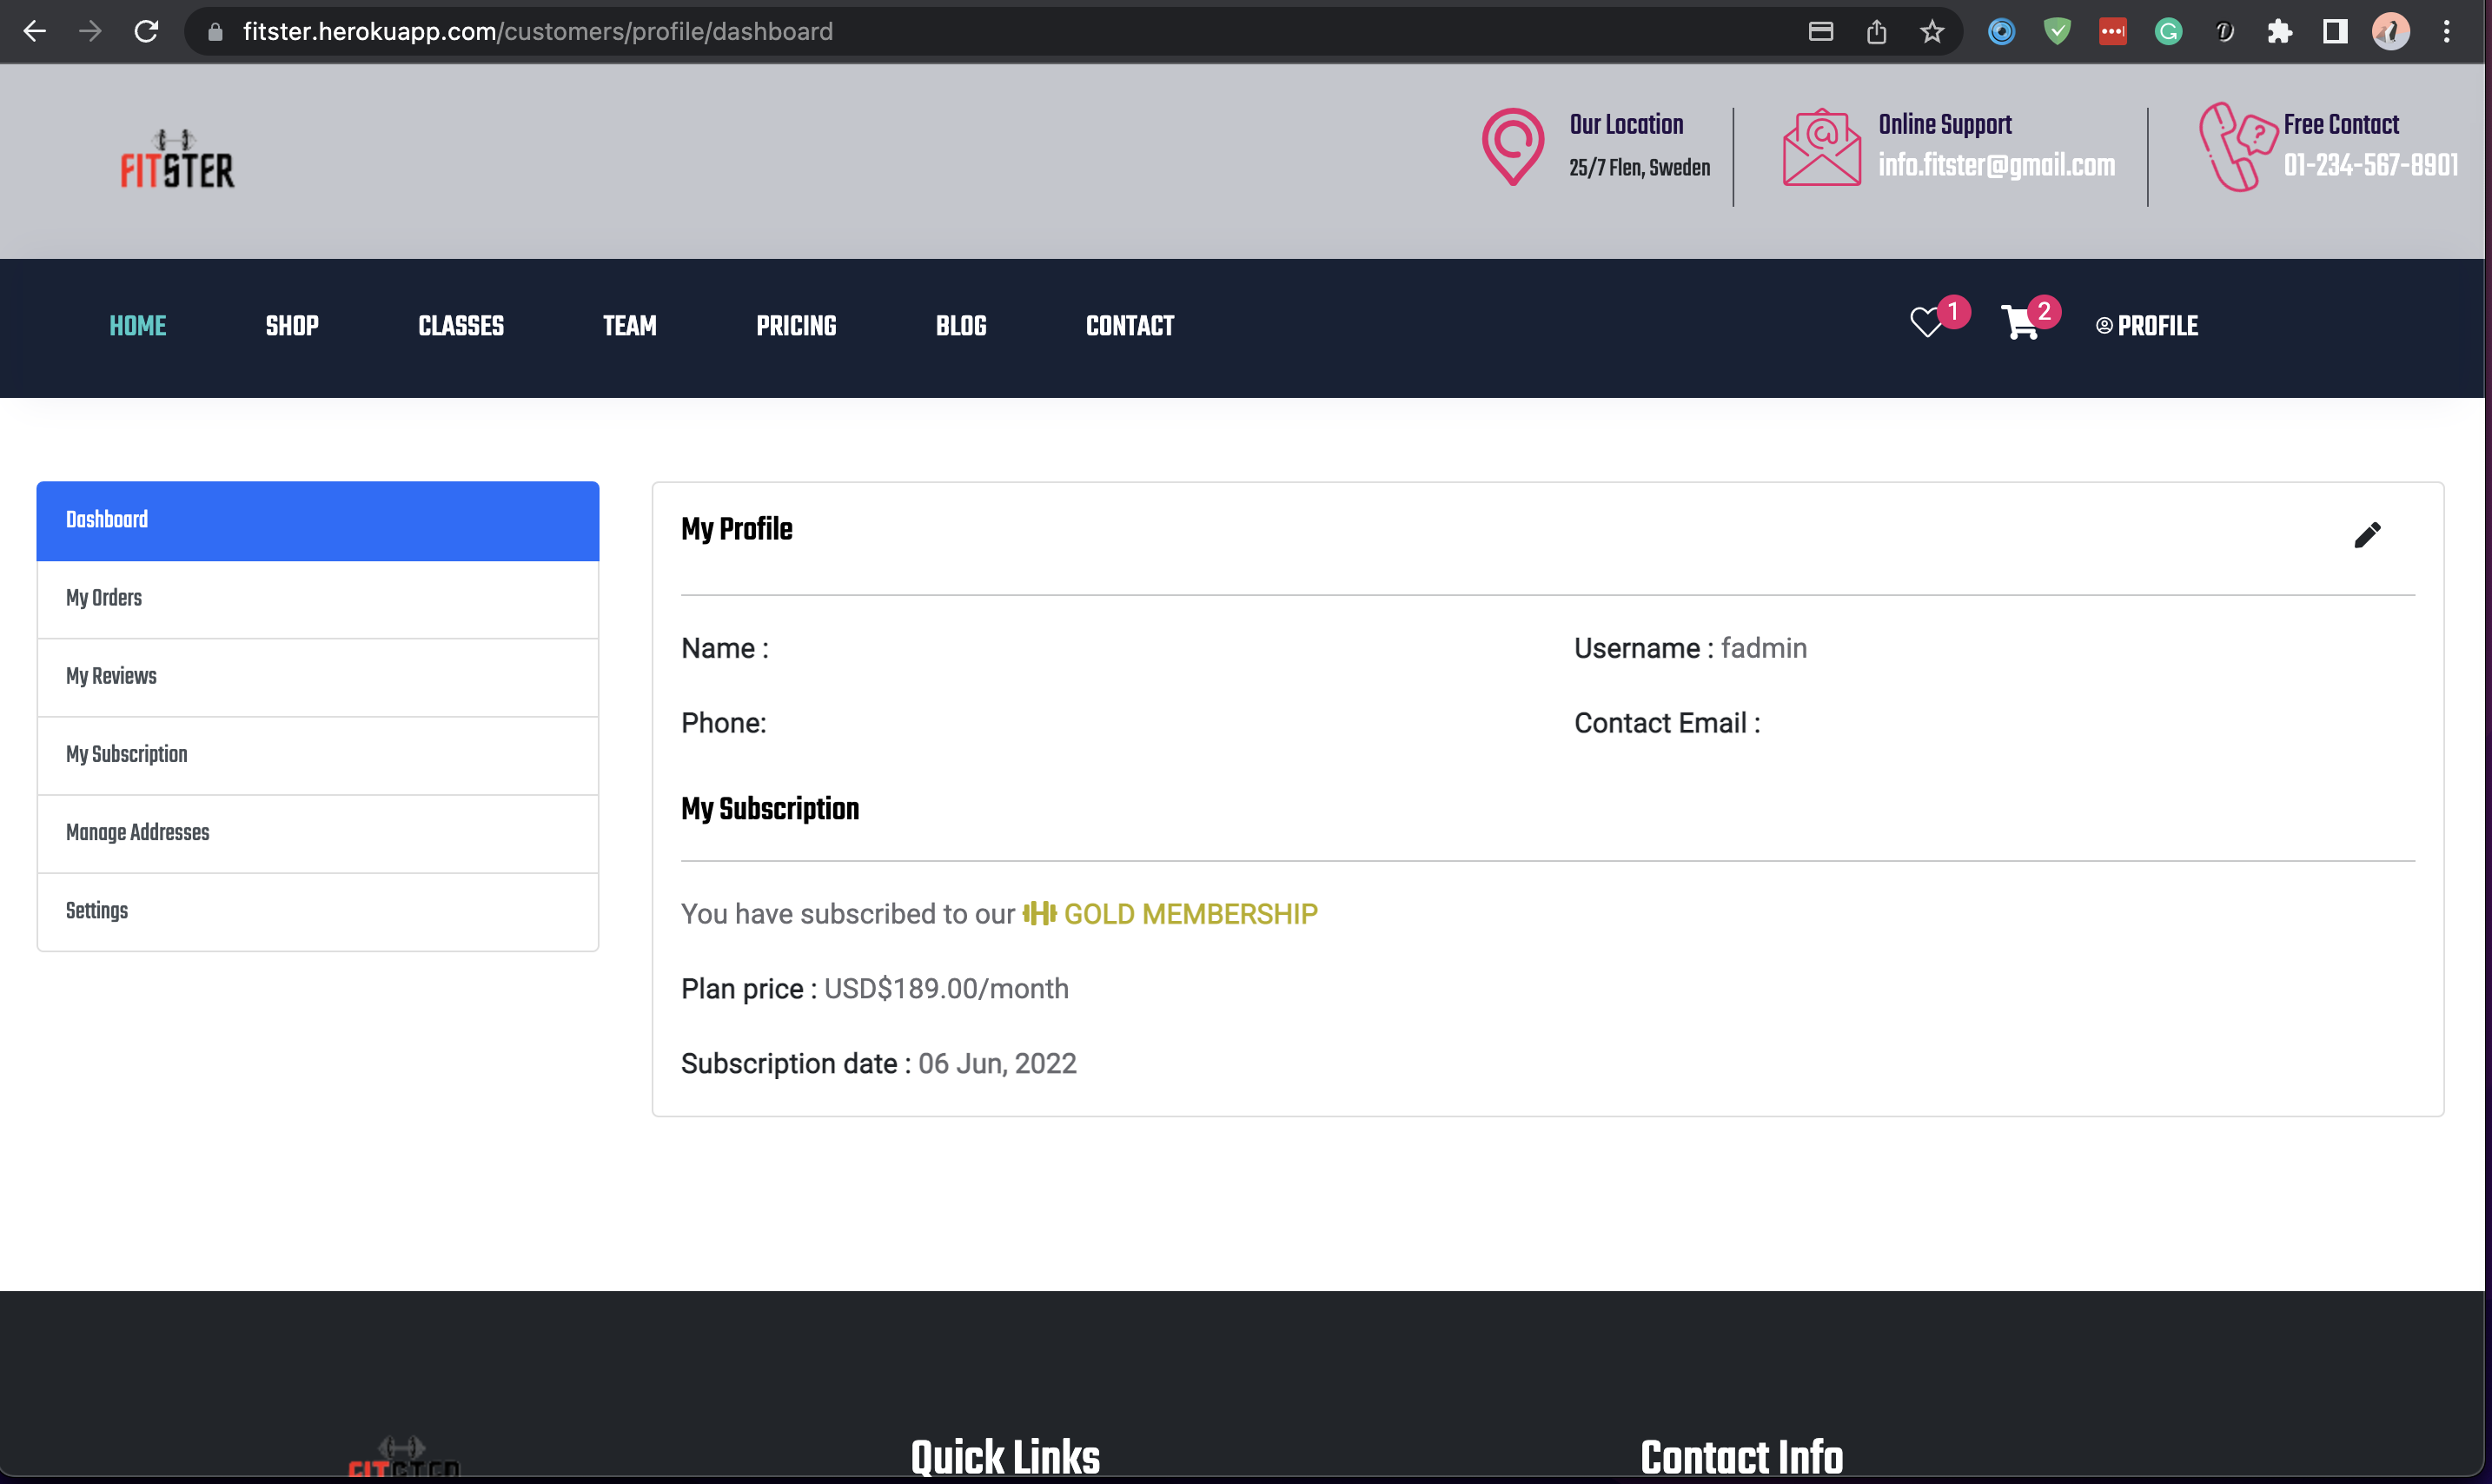 fitster.herokuapp.com/customers/profile/dashboard
FITSTER
Our Location
25/7 Flen, Sweden
Online Support
info.fitster@gmail.com
Free Contact
01-234-567-8901
HOME SHOP CLASSES TEAM PRICING BLOG CONTACT 1 2 PROFILE
Dashboard
My Orders
My Reviews
My Subscription
Manage Addresses
Settings
My Profile
Name : Username : fadmin
Phone: Contact Email :
My Subscription
You have subscribed to our GOLD MEMBERSHIP
Plan price : USD$189.00/month
Subscription date : 06 Jun, 2022
FITSTER
Quick Links
Contact Info